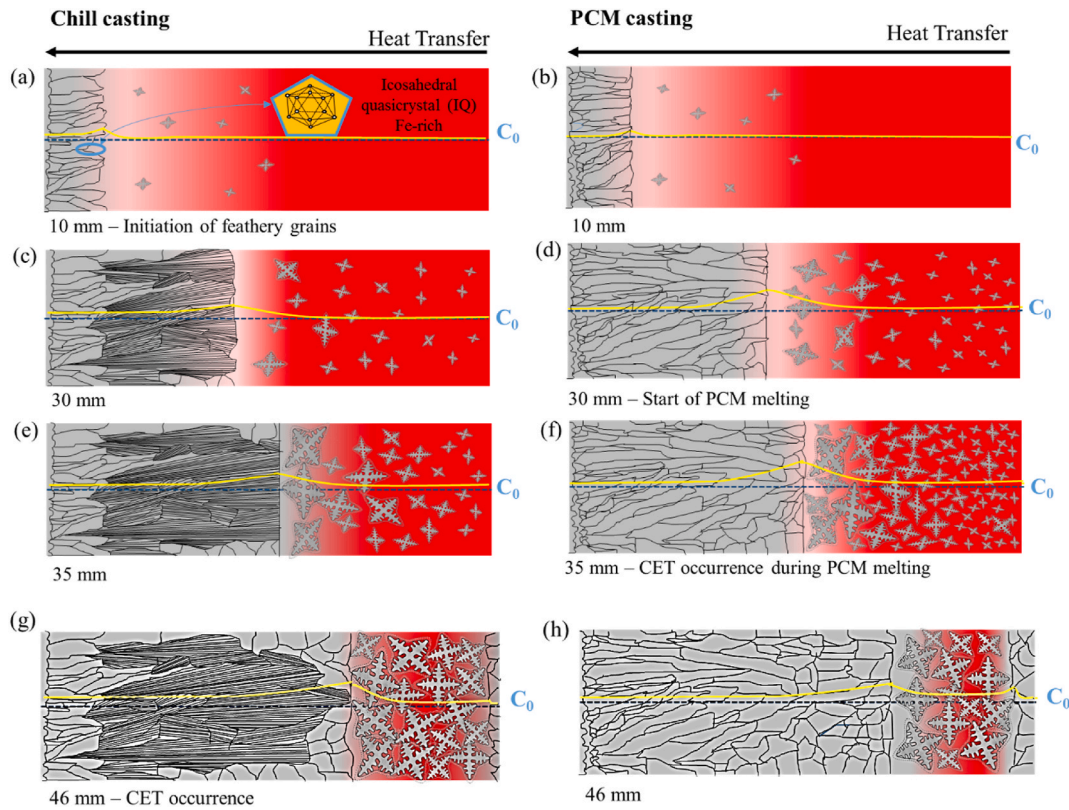 Chill casting
PCM casting
Heat Transfer
Heat Transfer
(a)
Icosahedral
quasicrystal (IQ)
Fe-rich
C0
10 mm – Initiation of feathery grains
(b)
C0
10 mm
(c)
C0
30 mm
(d)
C0
30 mm – Start of PCM melting
(e)
C0
35 mm
(f)
C0
35 mm – CET occurrence during PCM melting
(g)
C0
46 mm – CET occurrence
(h)
C0
46 mm